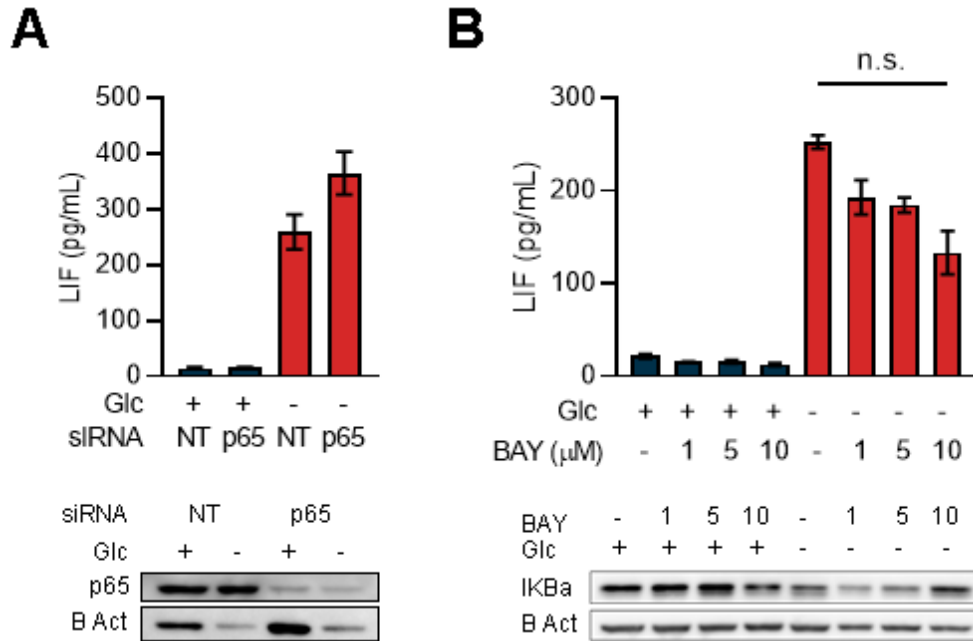 A
500
400
300
200
100
0
LIF (pg/mL)
Glc + + - -
siRNA NT p65 NT p65
siRNA NT p65
Glc + - + -
p65
B Act
B
n.s.
300
200
100
0
LIF (pg/mL)
Glc + + + + - - - -
BAY (μM) - 1 5 10 - 1 5 10
BAY - 1 5 10 - 1 5 10
Glc + + + + - - - -
IKBa
B Act